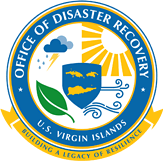 OFFICE OF DISASTER RECOVERY
U.S. VIRGIN ISLANDS
BUILDING A LEGACY OF RESILIENCE